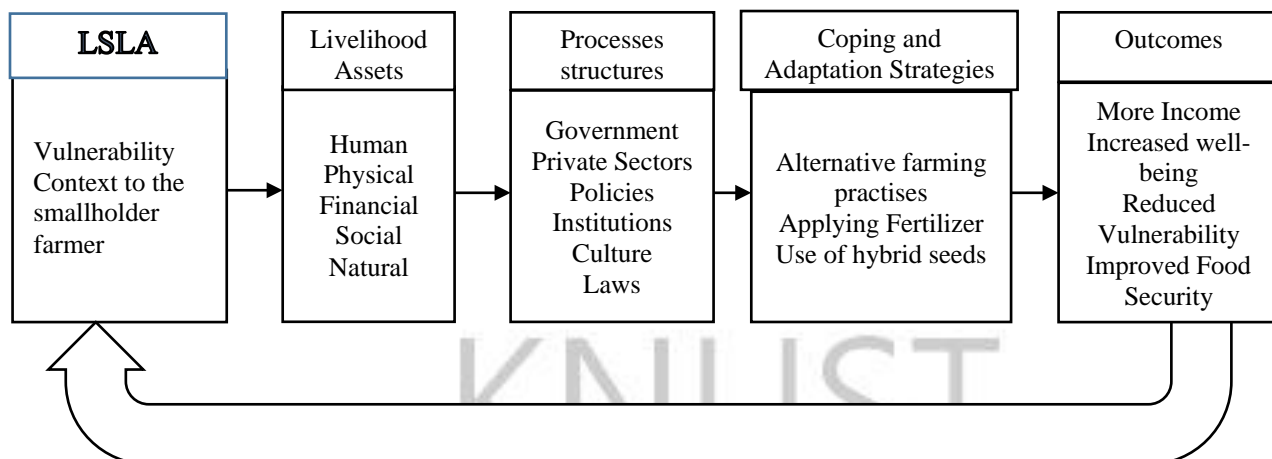 LSLA
Vulnerability
Context to the
smallholder
farmer
Livelihood
Assets
Human
Physical
Financial
Social
Natural
Processes
structures
Government
Private Sectors
Policies
Institutions
Culture
Laws
Coping and
Adaptation Strategies
Alternative farming
practises
Applying Fertilizer
Use of hybrid seeds
Outcomes
More Income
Increased well-
being
Reduced
Vulnerability
Improved Food
Security
KNUST